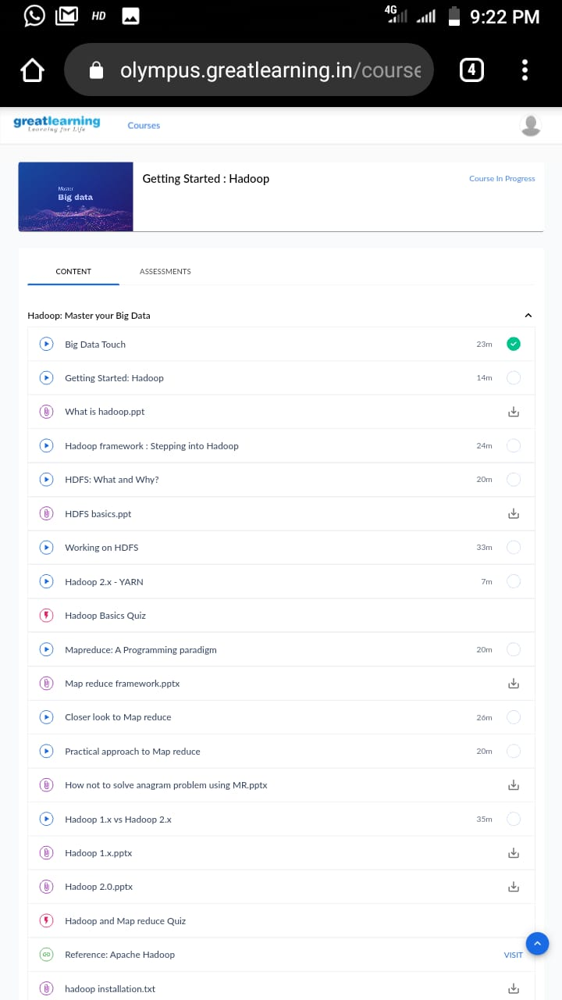 HD
4G
9:22 PM
olympus.greatlearning.in/course
4
greatlearning
Learning for Life
Courses
Master
Big data
Getting Started : Hadoop
Course In Progress
CONTENT
ASSESSMENTS
Hadoop: Master your Big Data
Big Data Touch 23m
Getting Started: Hadoop 14m
What is hadoop.ppt
Hadoop framework : Stepping into Hadoop 24m
HDFS: What and Why? 20m
HDFS basics.ppt
Working on HDFS 33m
Hadoop 2.x - YARN 7m
Hadoop Basics Quiz
Mapreduce: A Programming paradigm 20m
Map reduce framework.pptx
Closer look to Map reduce 26m
Practical approach to Map reduce 20m
How not to solve anagram problem using MR.pptx
Hadoop 1.x vs Hadoop 2.x 35m
Hadoop 1.x.pptx
Hadoop 2.0.pptx
Hadoop and Map reduce Quiz
Reference: Apache Hadoop VISIT
hadoop installation.txt